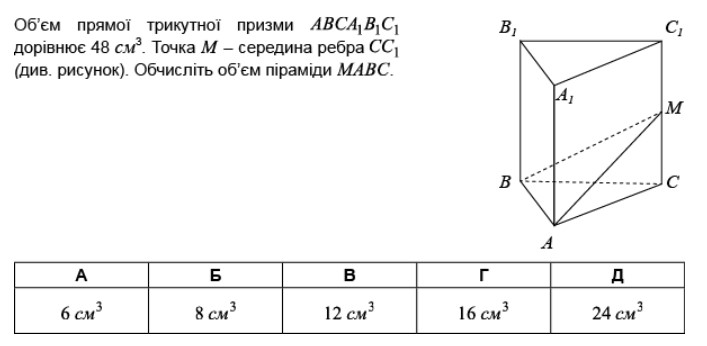 Об’єм прямої трикутної призми ABCA₁B₁C₁
дорівнює 48 см³. Точка M – середина ребра CC₁
(див. рисунок). Обчисліть об’єм піраміди MABC.
B₁
C₁
A₁
M
B
C
A
А Б В Г Д
6 см³ 8 см³ 12 см³ 16 см³ 24 см³